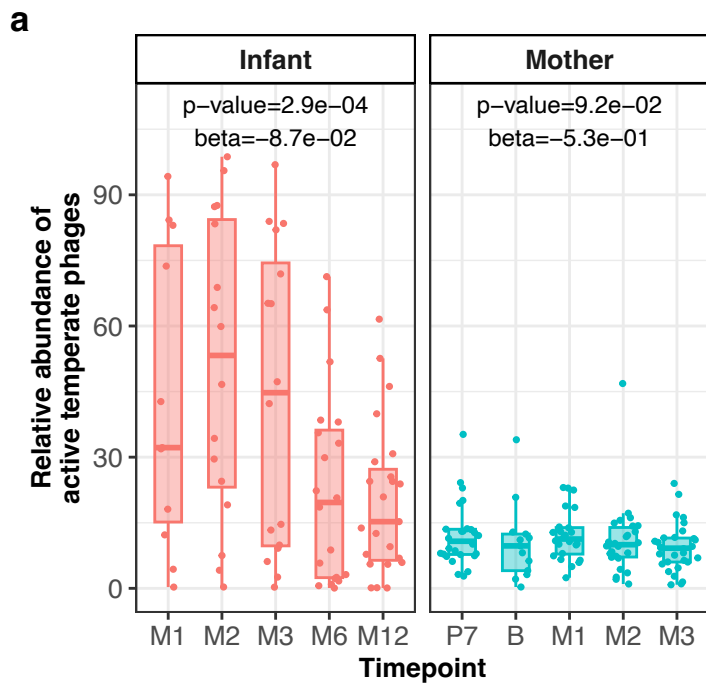 a
Infant
Mother
p-value=2.9e-04
beta=-8.7e-02
p-value=9.2e-02
beta=-5.3e-01
Relative abundance of
active temperate phages
90
60
30
0
M1 M2 M3 M6 M12
P7 B M1 M2 M3
Timepoint